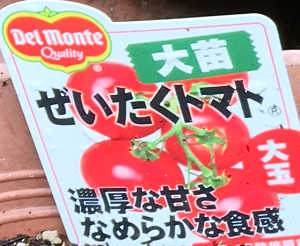 Del Monte
Quality
大苗
ぜいたくトマト
大玉
濃厚な甘さ
なめらかな食感